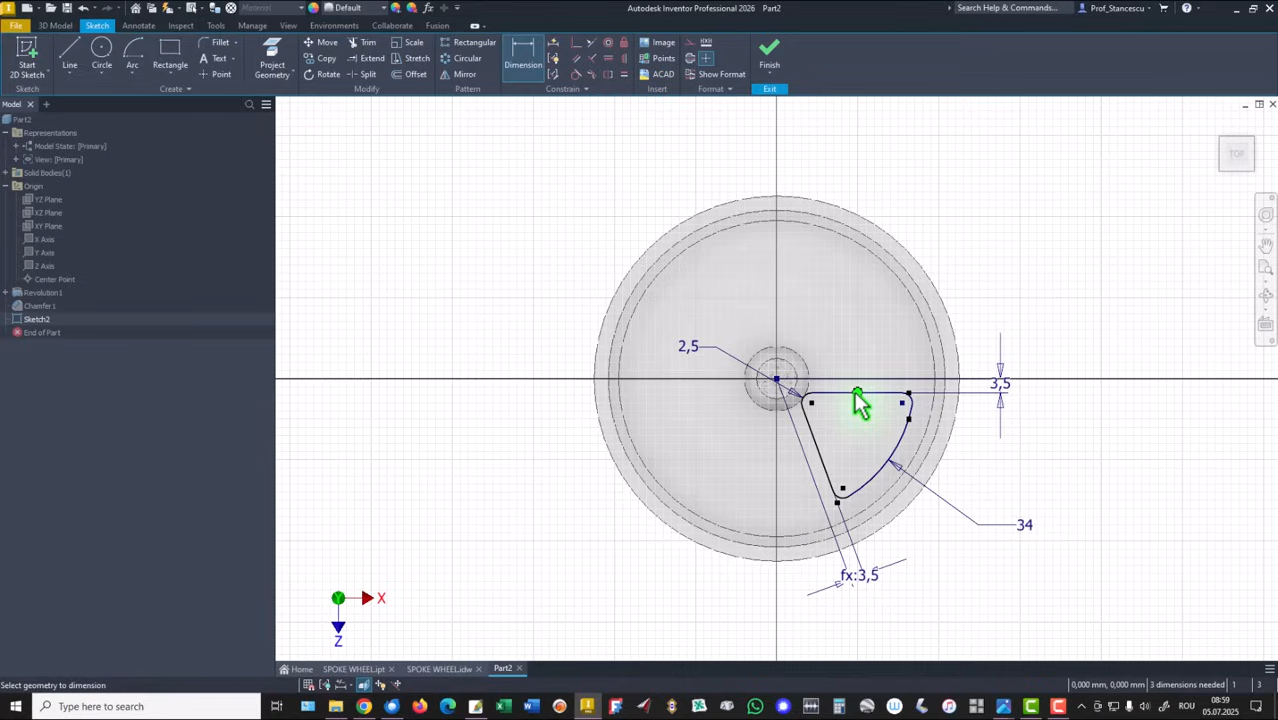 Material
Default
fx
Autodesk Inventor Professional 2026 Part2
Search Help & Commands...
Prof_Stancescu
File
3D Model
Sketch
Annotate
Inspect
Tools
Manage
View
Environments
Collaborate
Fusion
Start
2D Sketch
Line
Circle
Arc
Rectangle
Fillet
Text
Point
Project
Geometry
Move
Copy
Rotate
Trim
Extend
Split
Scale
Stretch
Offset
Rectangular
Circular
Mirror
Dimension
Image
Points
ACAD
Show Format
Finish
Sketch
Create
Modify
Pattern
Constrain
Insert
Format
Exit
Model
Part2
Representations
Model State: [Primary]
View: [Primary]
Solid Bodies(1)
Origin
YZ Plane
XZ Plane
XY Plane
X Axis
Y Axis
Z Axis
Center Point
Revolution1
Chamfer1
Sketch2
End of Part
TOP
2,5
3,5
34
fx:3,5
Y
X
Z
Home
SPOKE WHEEL.ipt
SPOKE WHEEL.idw
Part2
Select geometry to dimension
0,000 mm, 0,000 mm
3 dimensions needed
1
3
Type here to search
ROU
08:59
05.07.2025